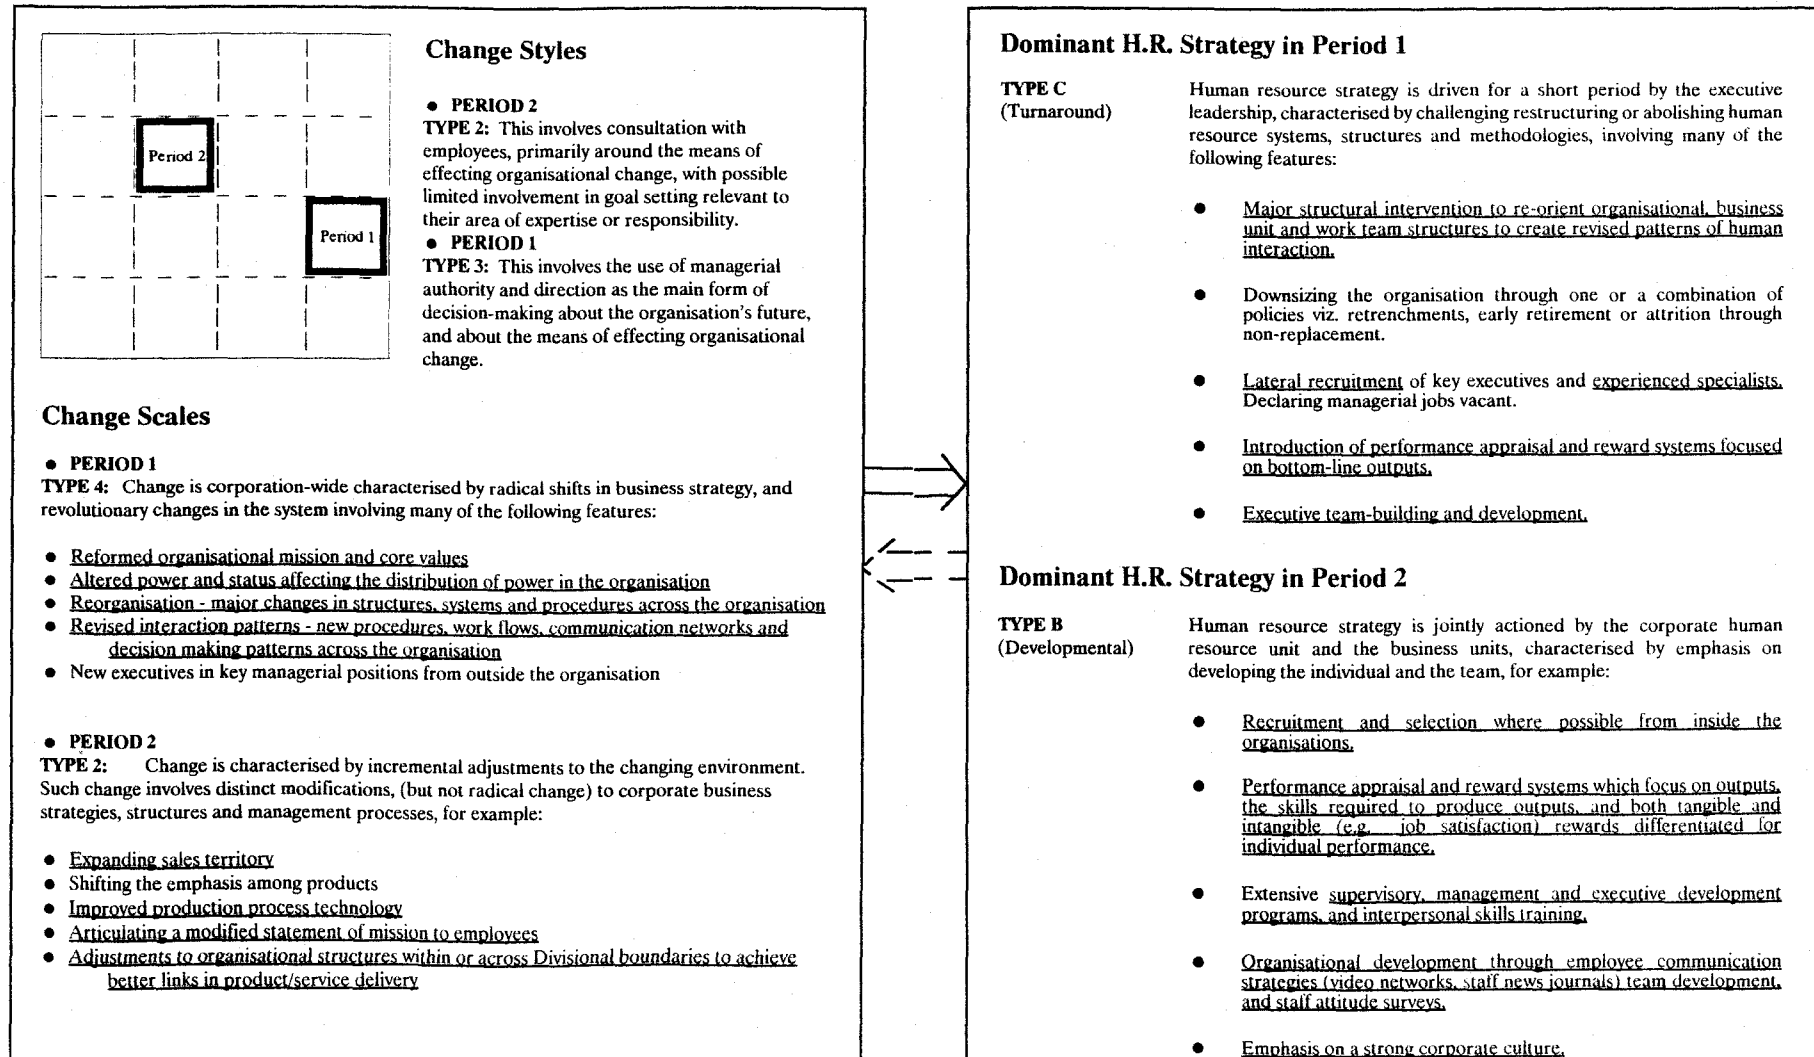 Change Styles
Period 2
Period 1
● PERIOD 2
TYPE 2: This involves consultation with
employees, primarily around the means of
effecting organisational change, with possible
limited involvement in goal setting relevant to
their area of expertise or responsibility.
● PERIOD 1
TYPE 3: This involves the use of managerial
authority and direction as the main form of
decision-making about the organisation's future,
and about the means of effecting organisational
change.
Change Scales
● PERIOD 1
TYPE 4: Change is corporation-wide characterised by radical shifts in business strategy, and
revolutionary changes in the system involving many of the following features:
● Reformed organisational mission and core values
● Altered power and status affecting the distribution of power in the organisation
● Reorganisation - major changes in structures, systems and procedures across the organisation
● Revised interaction patterns - new procedures, work flows, communication networks and
decision making patterns across the organisation
● New executives in key managerial positions from outside the organisation
● PERIOD 2
TYPE 2: Change is characterised by incremental adjustments to the changing environment.
Such change involves distinct modifications, (but not radical change) to corporate business
strategies, structures and management processes, for example:
● Expanding sales territory
● Shifting the emphasis among products
● Improved production process technology
● Articulating a modified statement of mission to employees
● Adjustments to organisational structures within or across Divisional boundaries to achieve
better links in product/service delivery
Dominant H.R. Strategy in Period 1
TYPE C
(Turnaround)
Human resource strategy is driven for a short period by the executive
leadership, characterised by challenging restructuring or abolishing human
resource systems, structures and methodologies, involving many of the
following features:
● Major structural intervention to re-orient organisational, business
unit and work team structures to create revised patterns of human
interaction.
● Downsizing the organisation through one or a combination of
policies viz. retrenchments, early retirement or attrition through
non-replacement.
● Lateral recruitment of key executives and experienced specialists.
Declaring managerial jobs vacant.
● Introduction of performance appraisal and reward systems focused
on bottom-line outputs.
● Executive team-building and development.
Dominant H.R. Strategy in Period 2
TYPE B
(Developmental)
Human resource strategy is jointly actioned by the corporate human
resource unit and the business units, characterised by emphasis on
developing the individual and the team, for example:
● Recruitment and selection where possible from inside the
organisations.
● Performance appraisal and reward systems which focus on outputs,
the skills required to produce outputs, and both tangible and
intangible (e.g. job satisfaction) rewards differentiated for
individual performance.
● Extensive supervisory, management and executive development
programs, and interpersonal skills training.
● Organisational development through employee communication
strategies (video networks, staff news journals) team development,
and staff attitude surveys.
● Emphasis on a strong corporate culture.